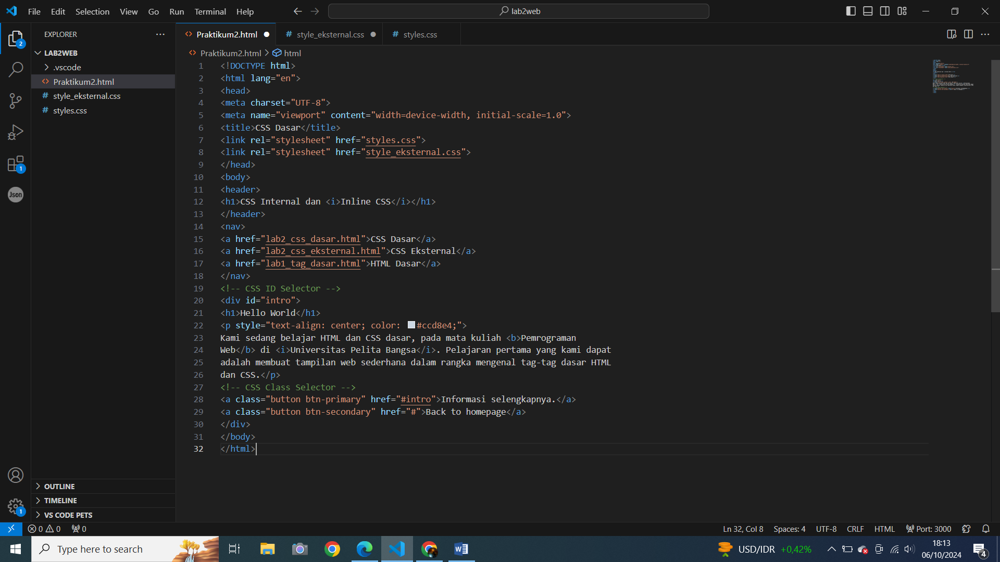 File Edit Selection View Go Run Terminal Help
lab2web
EXPLORER
Praktikum2.html
style_eksternal.css
styles.css
2
LAB2WEB
.vscode
Praktikum2.html
style_eksternal.css
styles.css
1
Json
Praktikum2.html > html
1 <!DOCTYPE html>
2 <html lang="en">
3 <head>
4 <meta charset="UTF-8">
5 <meta name="viewport" content="width=device-width, initial-scale=1.0">
6 <title>CSS Dasar</title>
7 <link rel="stylesheet" href="styles.css">
8 <link rel="stylesheet" href="style_eksternal.css">
9 </head>
10 <body>
11 <header>
12 <h1>CSS Internal dan <i>Inline CSS</i></h1>
13 </header>
14 <nav>
15 <a href="lab2_css_dasar.html">CSS Dasar</a>
16 <a href="lab2_css_eksternal.html">CSS Eksternal</a>
17 <a href="lab1_tag_dasar.html">HTML Dasar</a>
18 </nav>
19 <!-- CSS ID Selector -->
20 <div id="intro">
21 <h1>Hello World</h1>
22 <p style="text-align: center; color: #ccd8e4;">
23 Kami sedang belajar HTML dan CSS dasar, pada mata kuliah <b>Pemrograman
24 Web</b> di <i>Universitas Pelita Bangsa</i>. Pelajaran pertama yang kami dapat
25 adalah membuat tampilan web sederhana dalam rangka mengenal tag-tag dasar HTML
26 dan CSS.</p>
27 <!-- CSS Class Selector -->
28 <a class="button btn-primary" href="#intro">Informasi selengkapnya.</a>
29 <a class="button btn-secondary" href="#">Back to homepage</a>
30 </div>
31 </body>
32 </html>
OUTLINE
TIMELINE
VS CODE PETS
1
0 0 0
Ln 32, Col 8 Spaces: 4 UTF-8 CRLF HTML Port: 3000
Type here to search
USD/IDR +0,42%
18:13
06/10/2024
4